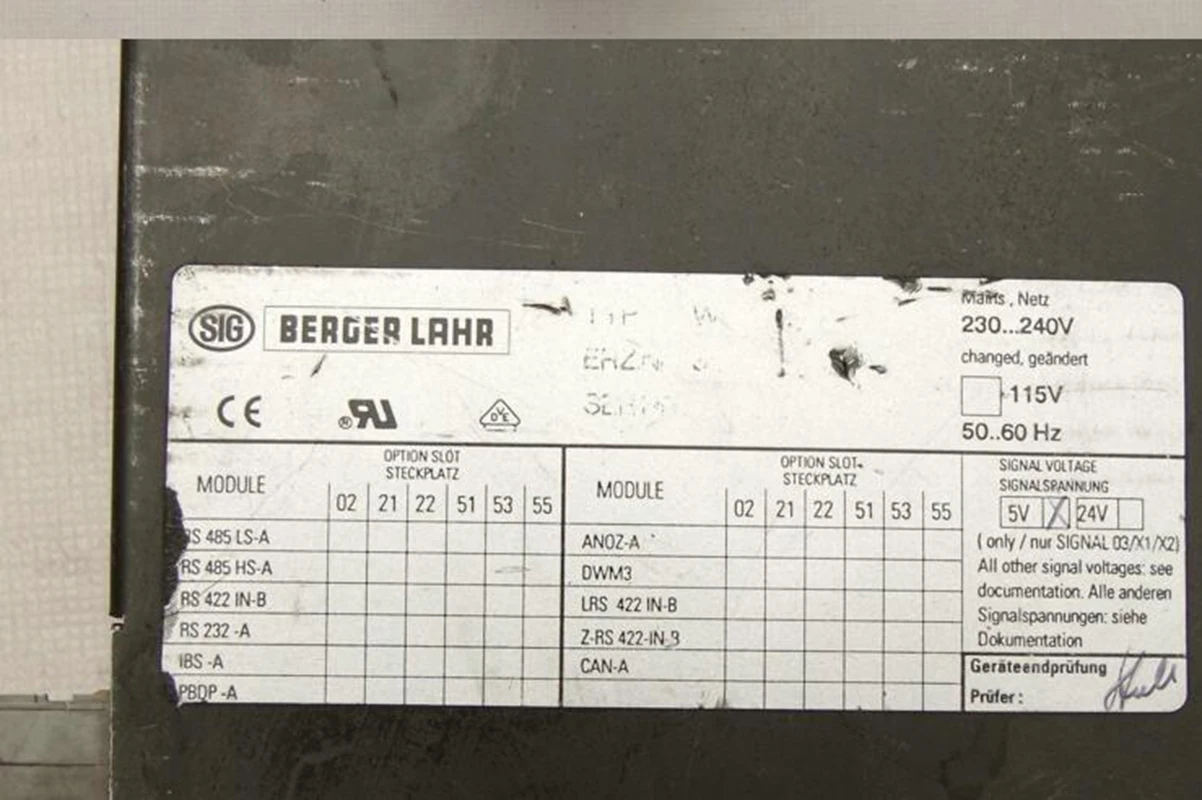 SIG BERGER LAHR
CE
VDE
Mains , Netz
230...240V
changed, geändert
115V
50..60 Hz
MODULE
OPTION SLOT
STECKPLATZ
02 21 22 51 53 55
RS 485 LS-A
RS 485 HS-A
RS 422 IN-B
RS 232 -A
IBS -A
PBDP -A
MODULE
OPTION SLOT
STECKPLATZ
02 21 22 51 53 55
ANOZ-A
DWM3
LRS 422 IN-B
Z-RS 422-IN-B
CAN-A
SIGNAL VOLTAGE
SIGNALSPANNUNG
5V X 24V
( only / nur SIGNAL 03/X1/X2)
All other signal voltages: see
documentation. Alle anderen
Signalspannungen: siehe
Dokumentation
Geräteendprüfung
Prüfer :